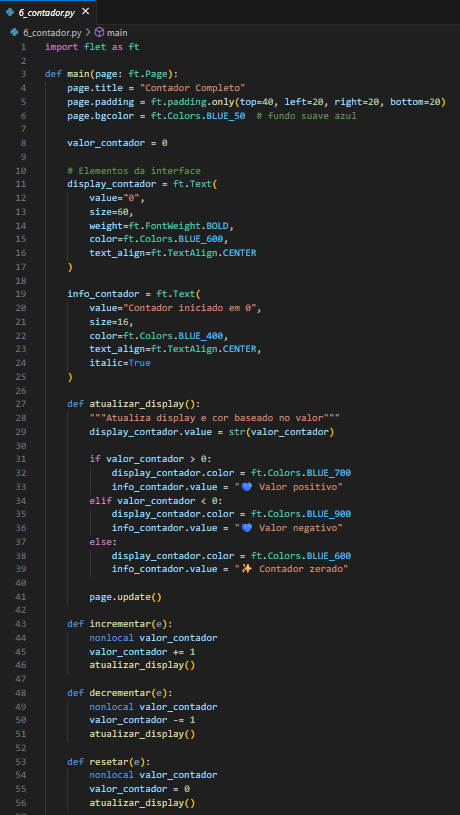 6_contador.py ×
6_contador.py > main
1 import flet as ft
2
3 def main(page: ft.Page):
4     page.title = "Contador Completo"
5     page.padding = ft.padding.only(top=40, left=20, right=20, bottom=20)
6     page.bgcolor = ft.Colors.BLUE_50  # fundo suave azul
7
8     valor_contador = 0
9
10     # Elementos da interface
11     display_contador = ft.Text(
12         value="0",
13         size=60,
14         weight=ft.FontWeight.BOLD,
15         color=ft.Colors.BLUE_600,
16         text_align=ft.TextAlign.CENTER
17     )
18
19     info_contador = ft.Text(
20         value="Contador iniciado em 0",
21         size=16,
22         color=ft.Colors.BLUE_400,
23         text_align=ft.TextAlign.CENTER,
24         italic=True
25     )
26
27     def atualizar_display():
28         """Atualiza display e cor baseado no valor"""
29         display_contador.value = str(valor_contador)
30
31         if valor_contador > 0:
32             display_contador.color = ft.Colors.BLUE_700
33             info_contador.value = "💙 Valor positivo"
34         elif valor_contador < 0:
35             display_contador.color = ft.Colors.BLUE_900
36             info_contador.value = "💙 Valor negativo"
37         else:
38             display_contador.color = ft.Colors.BLUE_600
39             info_contador.value = "✨ Contador zerado"
40
41         page.update()
42
43     def incrementar(e):
44         nonlocal valor_contador
45         valor_contador += 1
46         atualizar_display()
47
48     def decrementar(e):
49         nonlocal valor_contador
50         valor_contador -= 1
51         atualizar_display()
52
53     def resetar(e):
54         nonlocal valor_contador
55         valor_contador = 0
56         atualizar_display()